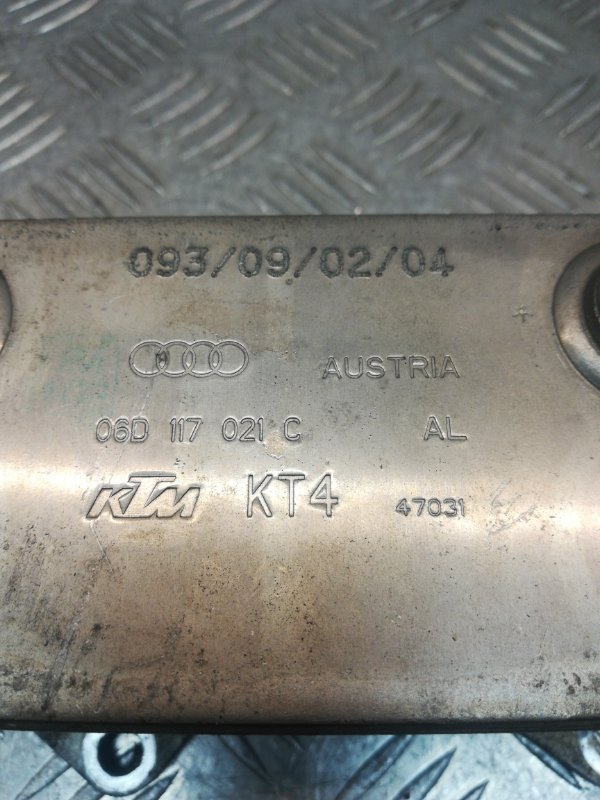 093/09/02/04
AUSTRIA
06D 117 021 C AL
KTM KT4 47031